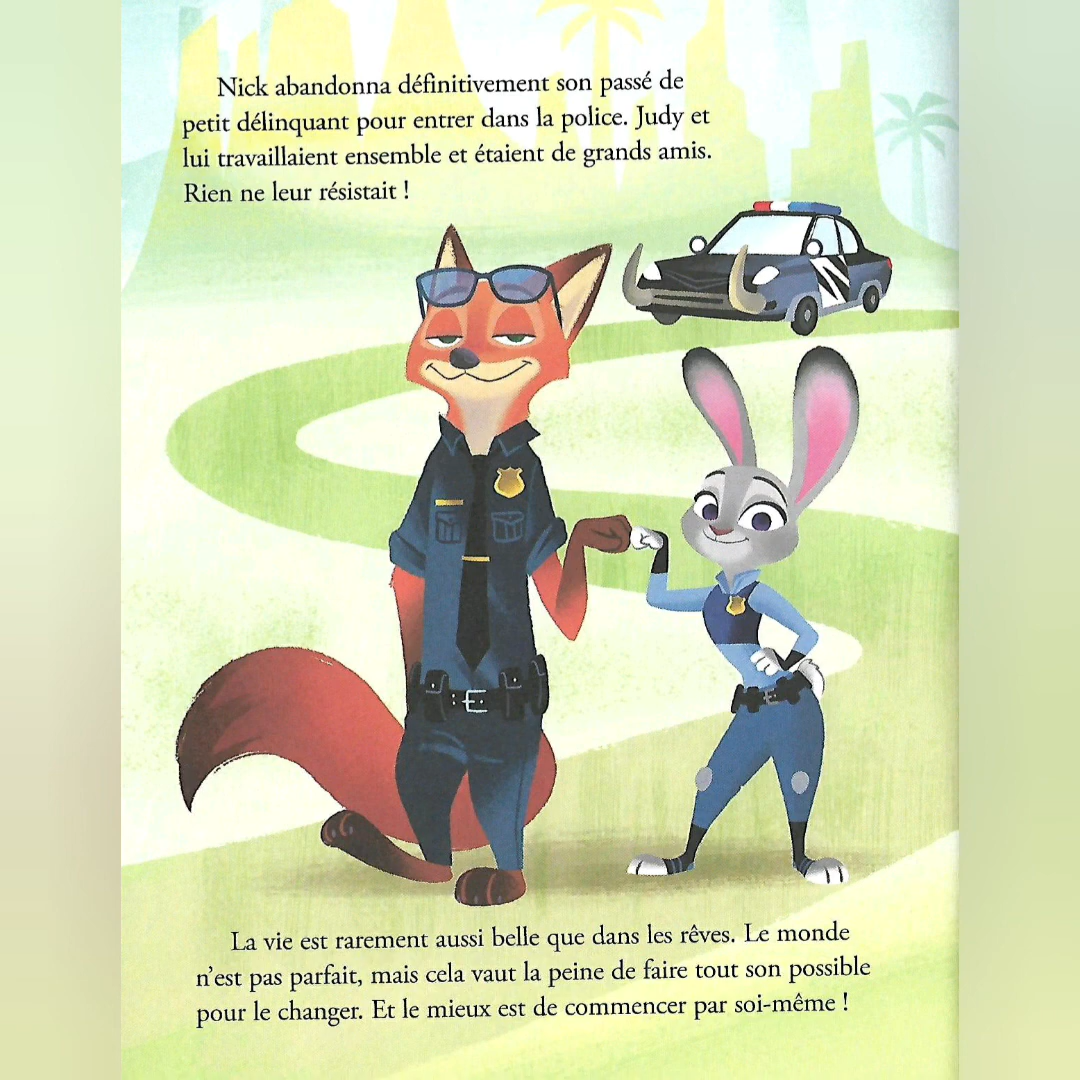 Nick abandonna définitivement son passé de
petit délinquant pour entrer dans la police. Judy et
lui travaillaient ensemble et étaient de grands amis.
Rien ne leur résistait !
La vie est rarement aussi belle que dans les rêves. Le monde
n'est pas parfait, mais cela vaut la peine de faire tout son possible
pour le changer. Et le mieux est de commencer par soi-même !